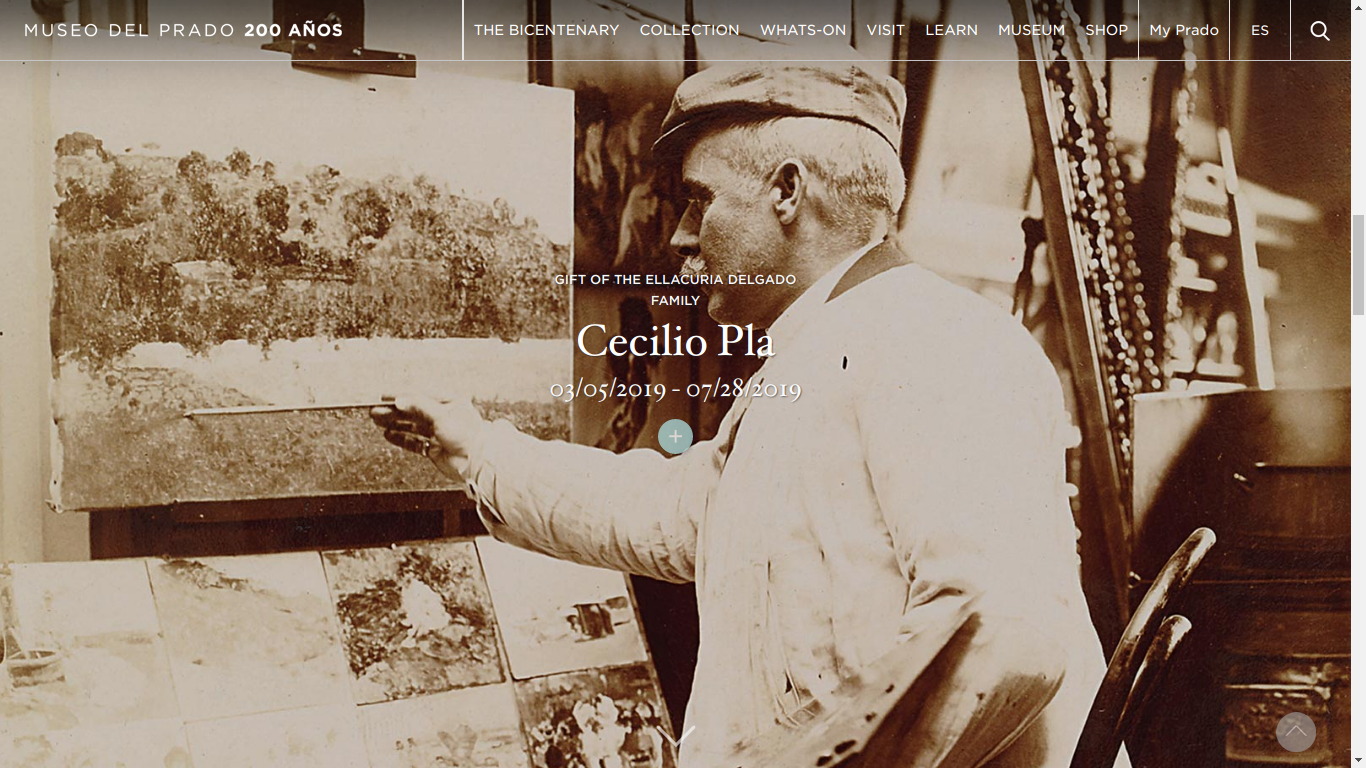 MUSEO DEL PRADO 200 AÑOS
THE BICENTENARY COLLECTION WHATS-ON VISIT LEARN MUSEUM SHOP My Prado ES
GIFT OF THE ELLACURIA DELGADO
FAMILY
Cecilio Pla
03/05/2019 - 07/28/2019